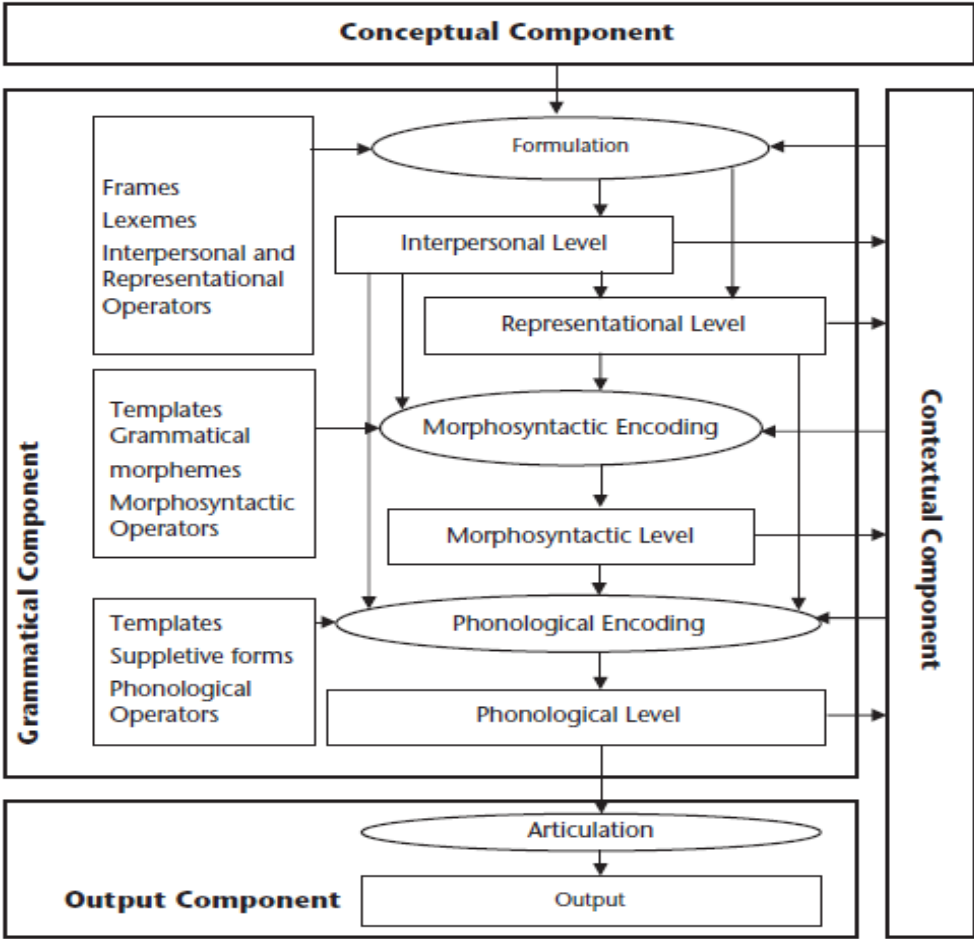 Conceptual Component
Formulation
Frames
Lexemes
Interpersonal and
Representational
Operators
Interpersonal Level
Representational Level
Templates
Grammatical
morphemes
Morphosyntactic
Operators
Morphosyntactic Encoding
Morphosyntactic Level
Templates
Suppletive forms
Phonological
Operators
Phonological Encoding
Phonological Level
Grammatical Component
Contextual Component
Articulation
Output Component
Output